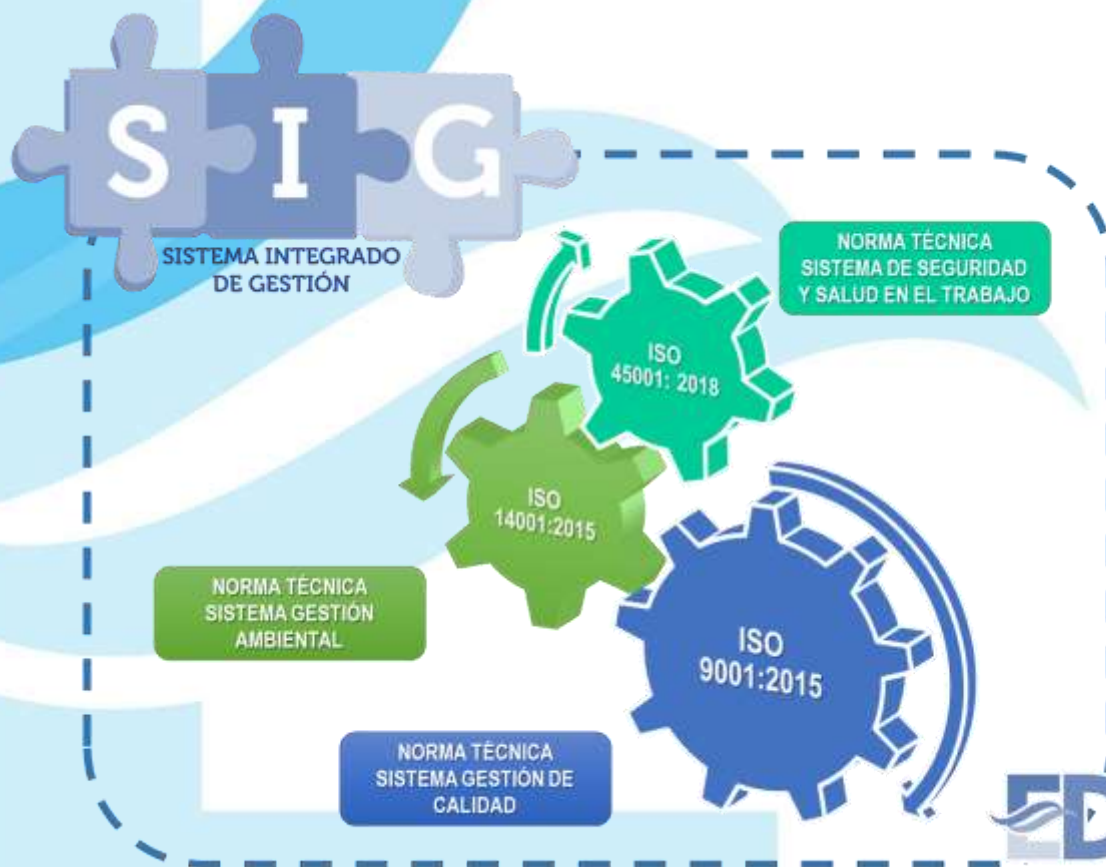 SIG
SISTEMA INTEGRADO
DE GESTIÓN
NORMA TÉCNICA
SISTEMA DE SEGURIDAD
Y SALUD EN EL TRABAJO
ISO
45001: 2018
ISO
14001:2015
NORMA TÉCNICA
SISTEMA GESTIÓN
AMBIENTAL
ISO
9001:2015
NORMA TÉCNICA
SISTEMA GESTIÓN DE
CALIDAD